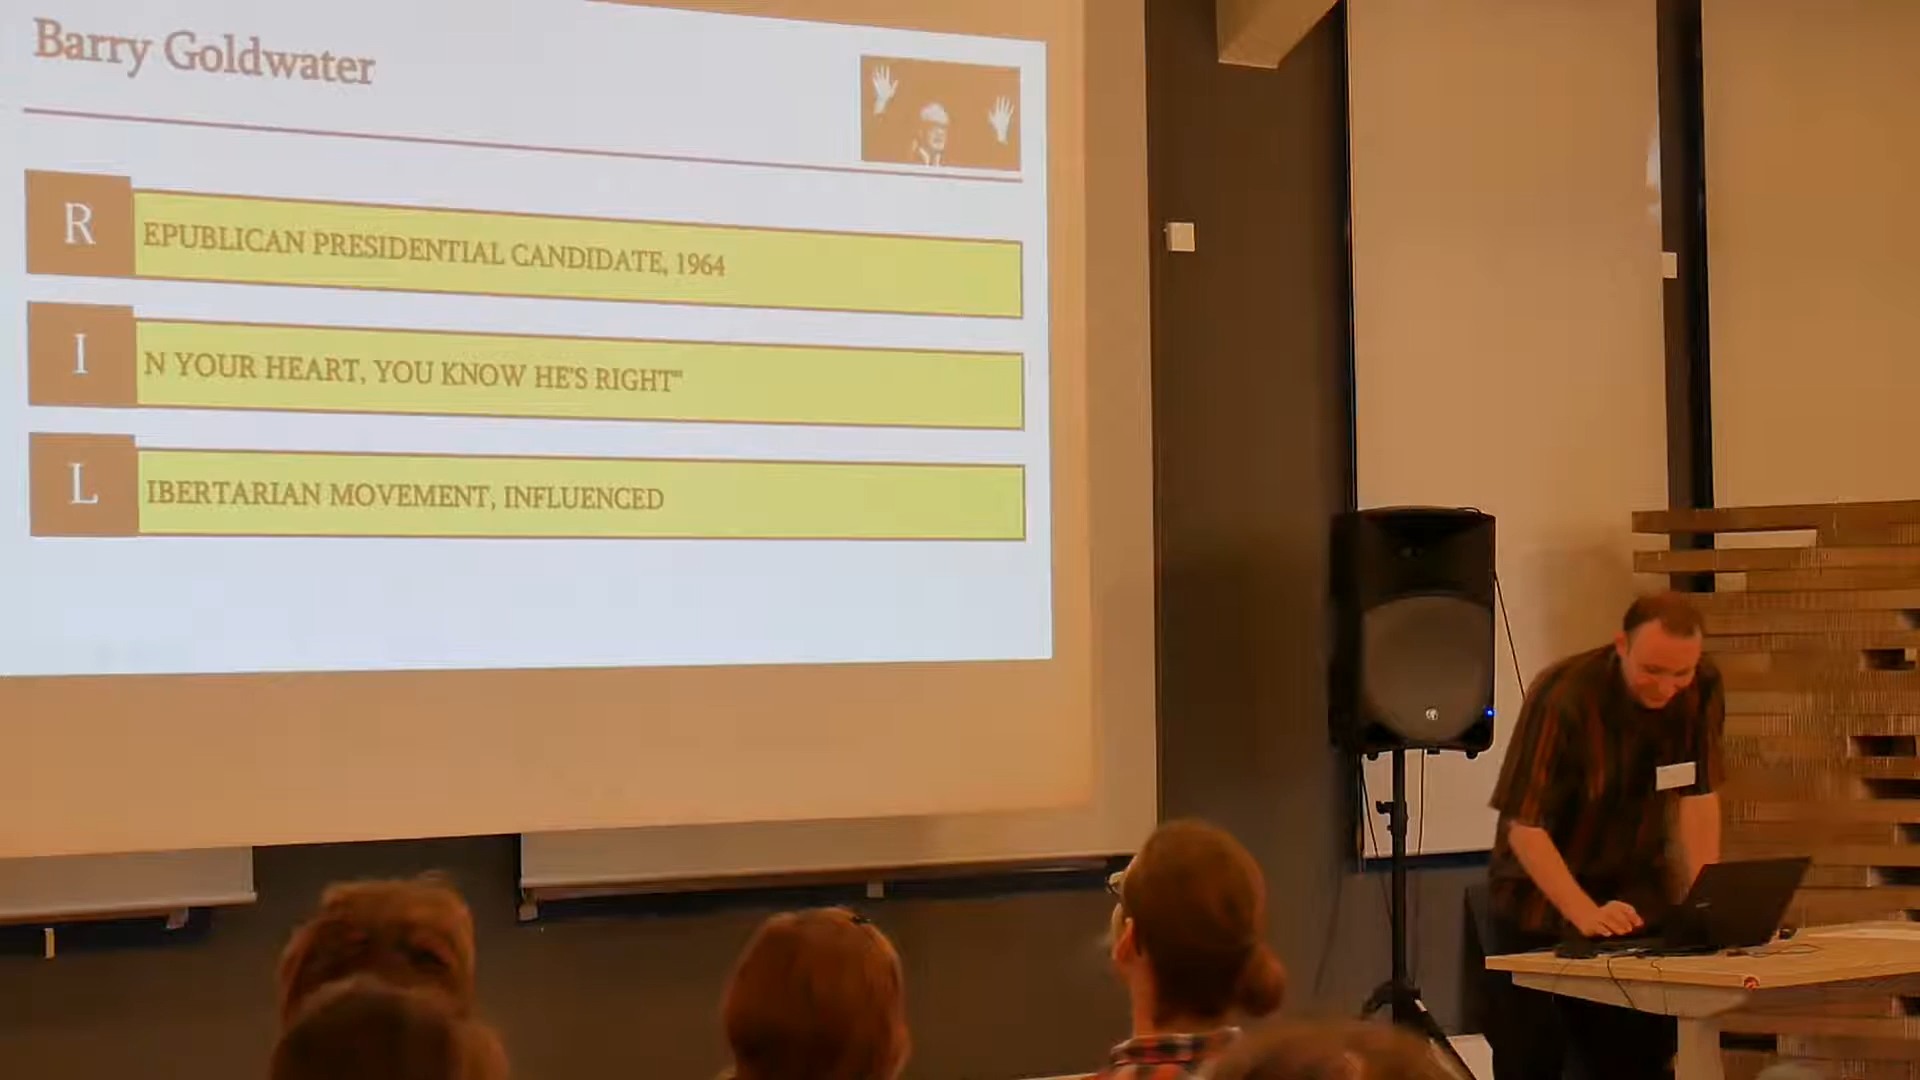 Barry Goldwater
R EPUBLICAN PRESIDENTIAL CANDIDATE, 1964
I N YOUR HEART, YOU KNOW HE'S RIGHT"
L IBERTARIAN MOVEMENT, INFLUENCED